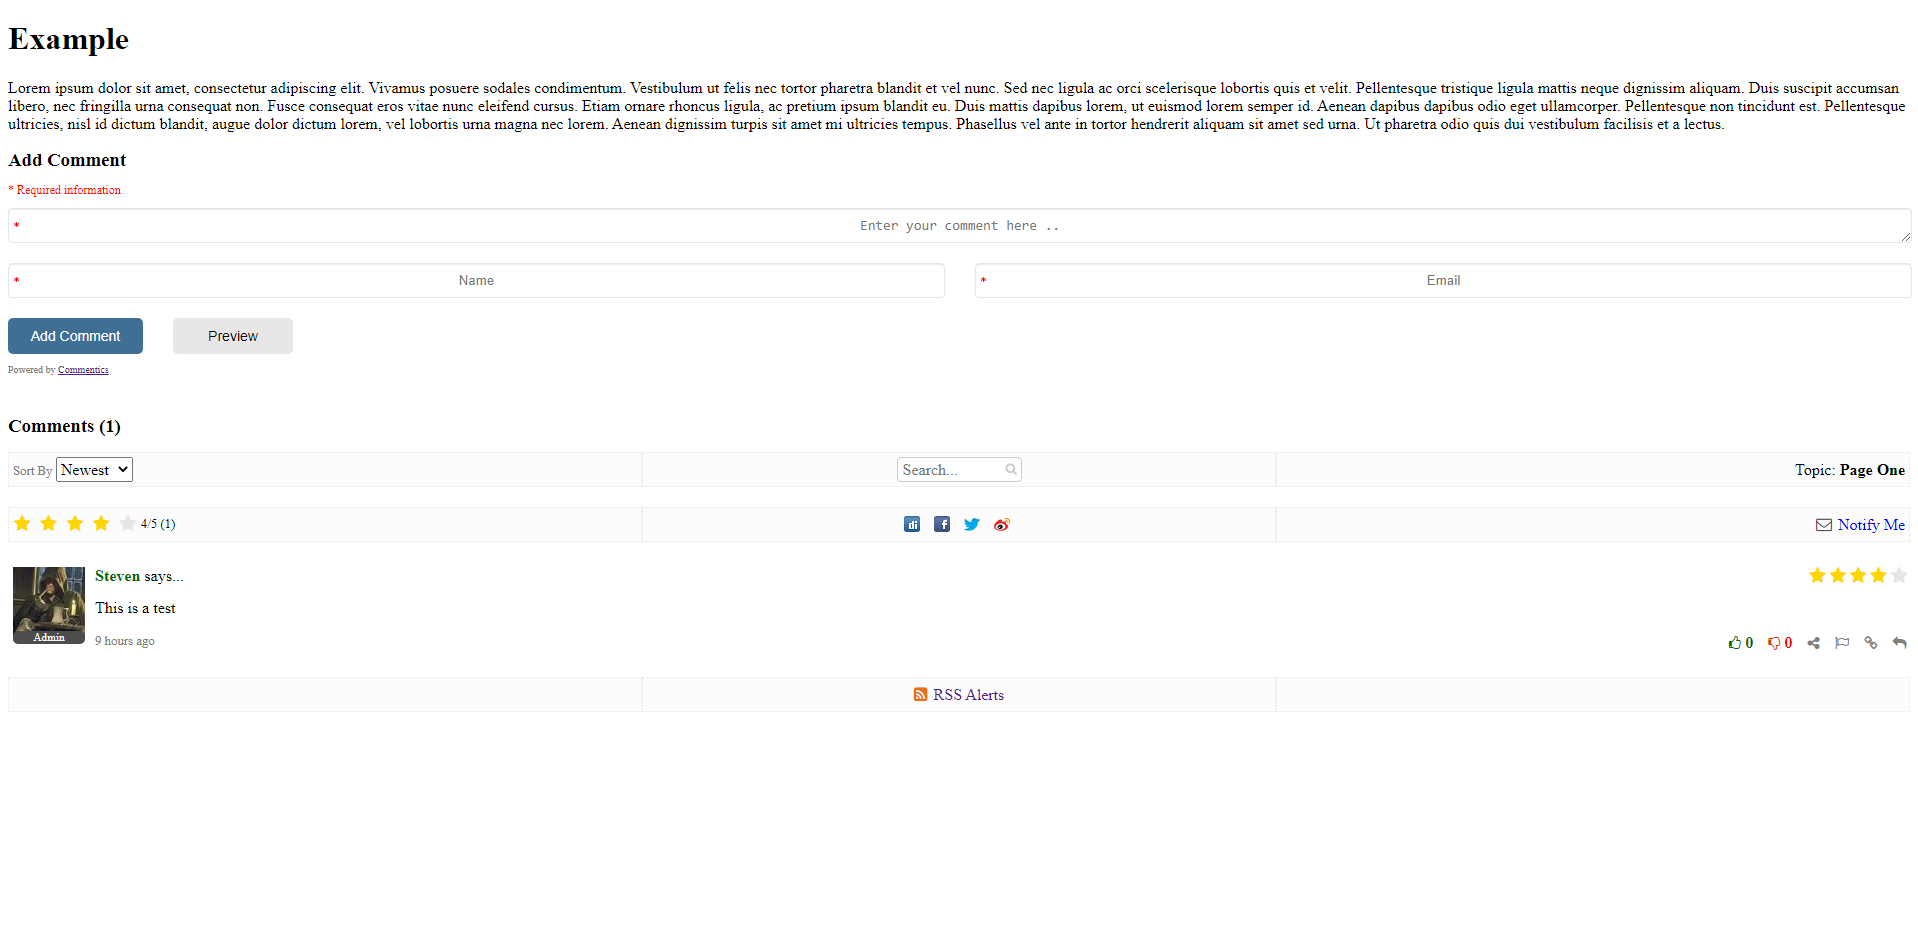 Example
Lorem ipsum dolor sit amet, consectetur adipiscing elit. Vivamus posuere sodales condimentum. Vestibulum ut felis nec tortor pharetra blandit et vel nunc. Sed nec ligula ac orci scelerisque lobortis quis et velit. Pellentesque tristique ligula mattis neque dignissim aliquam. Duis suscipit accumsan
libero, nec fringilla urna consequat non. Fusce consequat eros vitae nunc eleifend cursus. Etiam ornare rhoncus ligula, ac pretium ipsum blandit eu. Duis mattis dapibus lorem, ut euismod lorem semper id. Aenean dapibus dapibus odio eget ullamcorper. Pellentesque non tincidunt est. Pellentesque
ultricies, nisl id dictum blandit, augue dolor dictum lorem, vel lobortis urna magna nec lorem. Aenean dignissim turpis sit amet mi ultricies tempus. Phasellus vel ante in tortor hendrerit aliquam sit amet sed urna. Ut pharetra odio quis dui vestibulum facilisis et a lectus.
Add Comment
* Required information
* Enter your comment here ..
* Name * Email
Add Comment Preview
Powered by Commentics
Comments (1)
Sort By Newest Search... Topic: Page One
4/5 (1) Notify Me
Steven says...
This is a test
Admin
9 hours ago
0 0
RSS Alerts